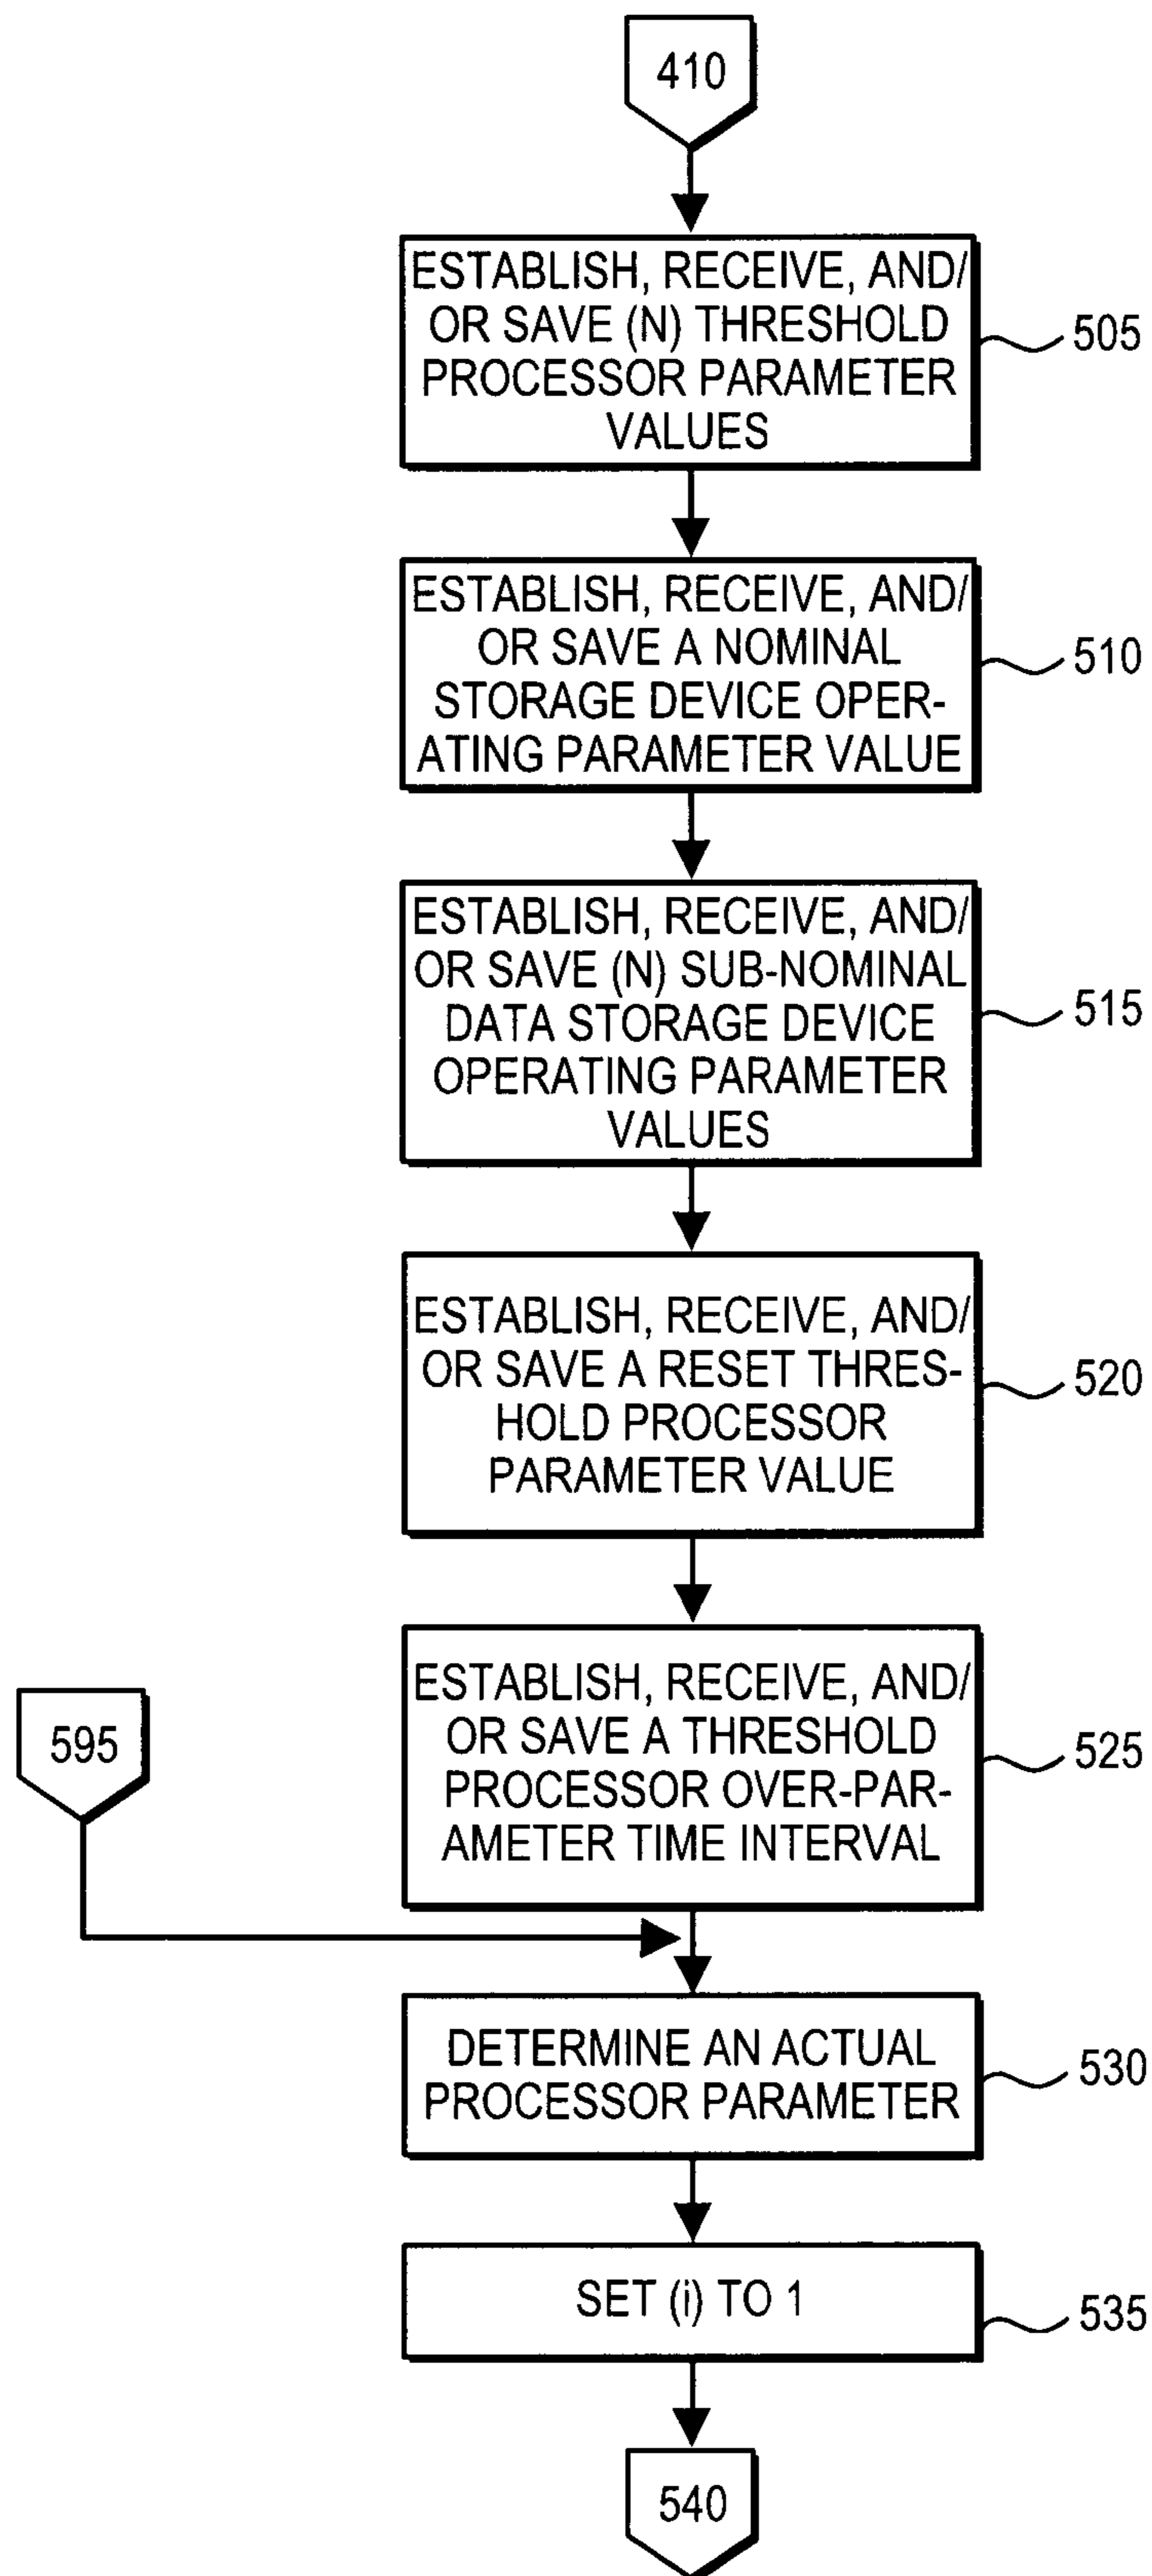 410
ESTABLISH, RECEIVE, AND/
OR SAVE (N) THRESHOLD
PROCESSOR PARAMETER
VALUES
505
ESTABLISH, RECEIVE, AND/
OR SAVE A NOMINAL
STORAGE DEVICE OPER-
ATING PARAMETER VALUE
510
ESTABLISH, RECEIVE, AND/
OR SAVE (N) SUB-NOMINAL
DATA STORAGE DEVICE
OPERATING PARAMETER
VALUES
515
ESTABLISH, RECEIVE, AND/
OR SAVE A RESET THRES-
HOLD PROCESSOR
PARAMETER VALUE
520
ESTABLISH, RECEIVE, AND/
OR SAVE A THRESHOLD
PROCESSOR OVER-PAR-
AMETER TIME INTERVAL
525
595
DETERMINE AN ACTUAL
PROCESSOR PARAMETER
530
SET (i) TO 1
535
540